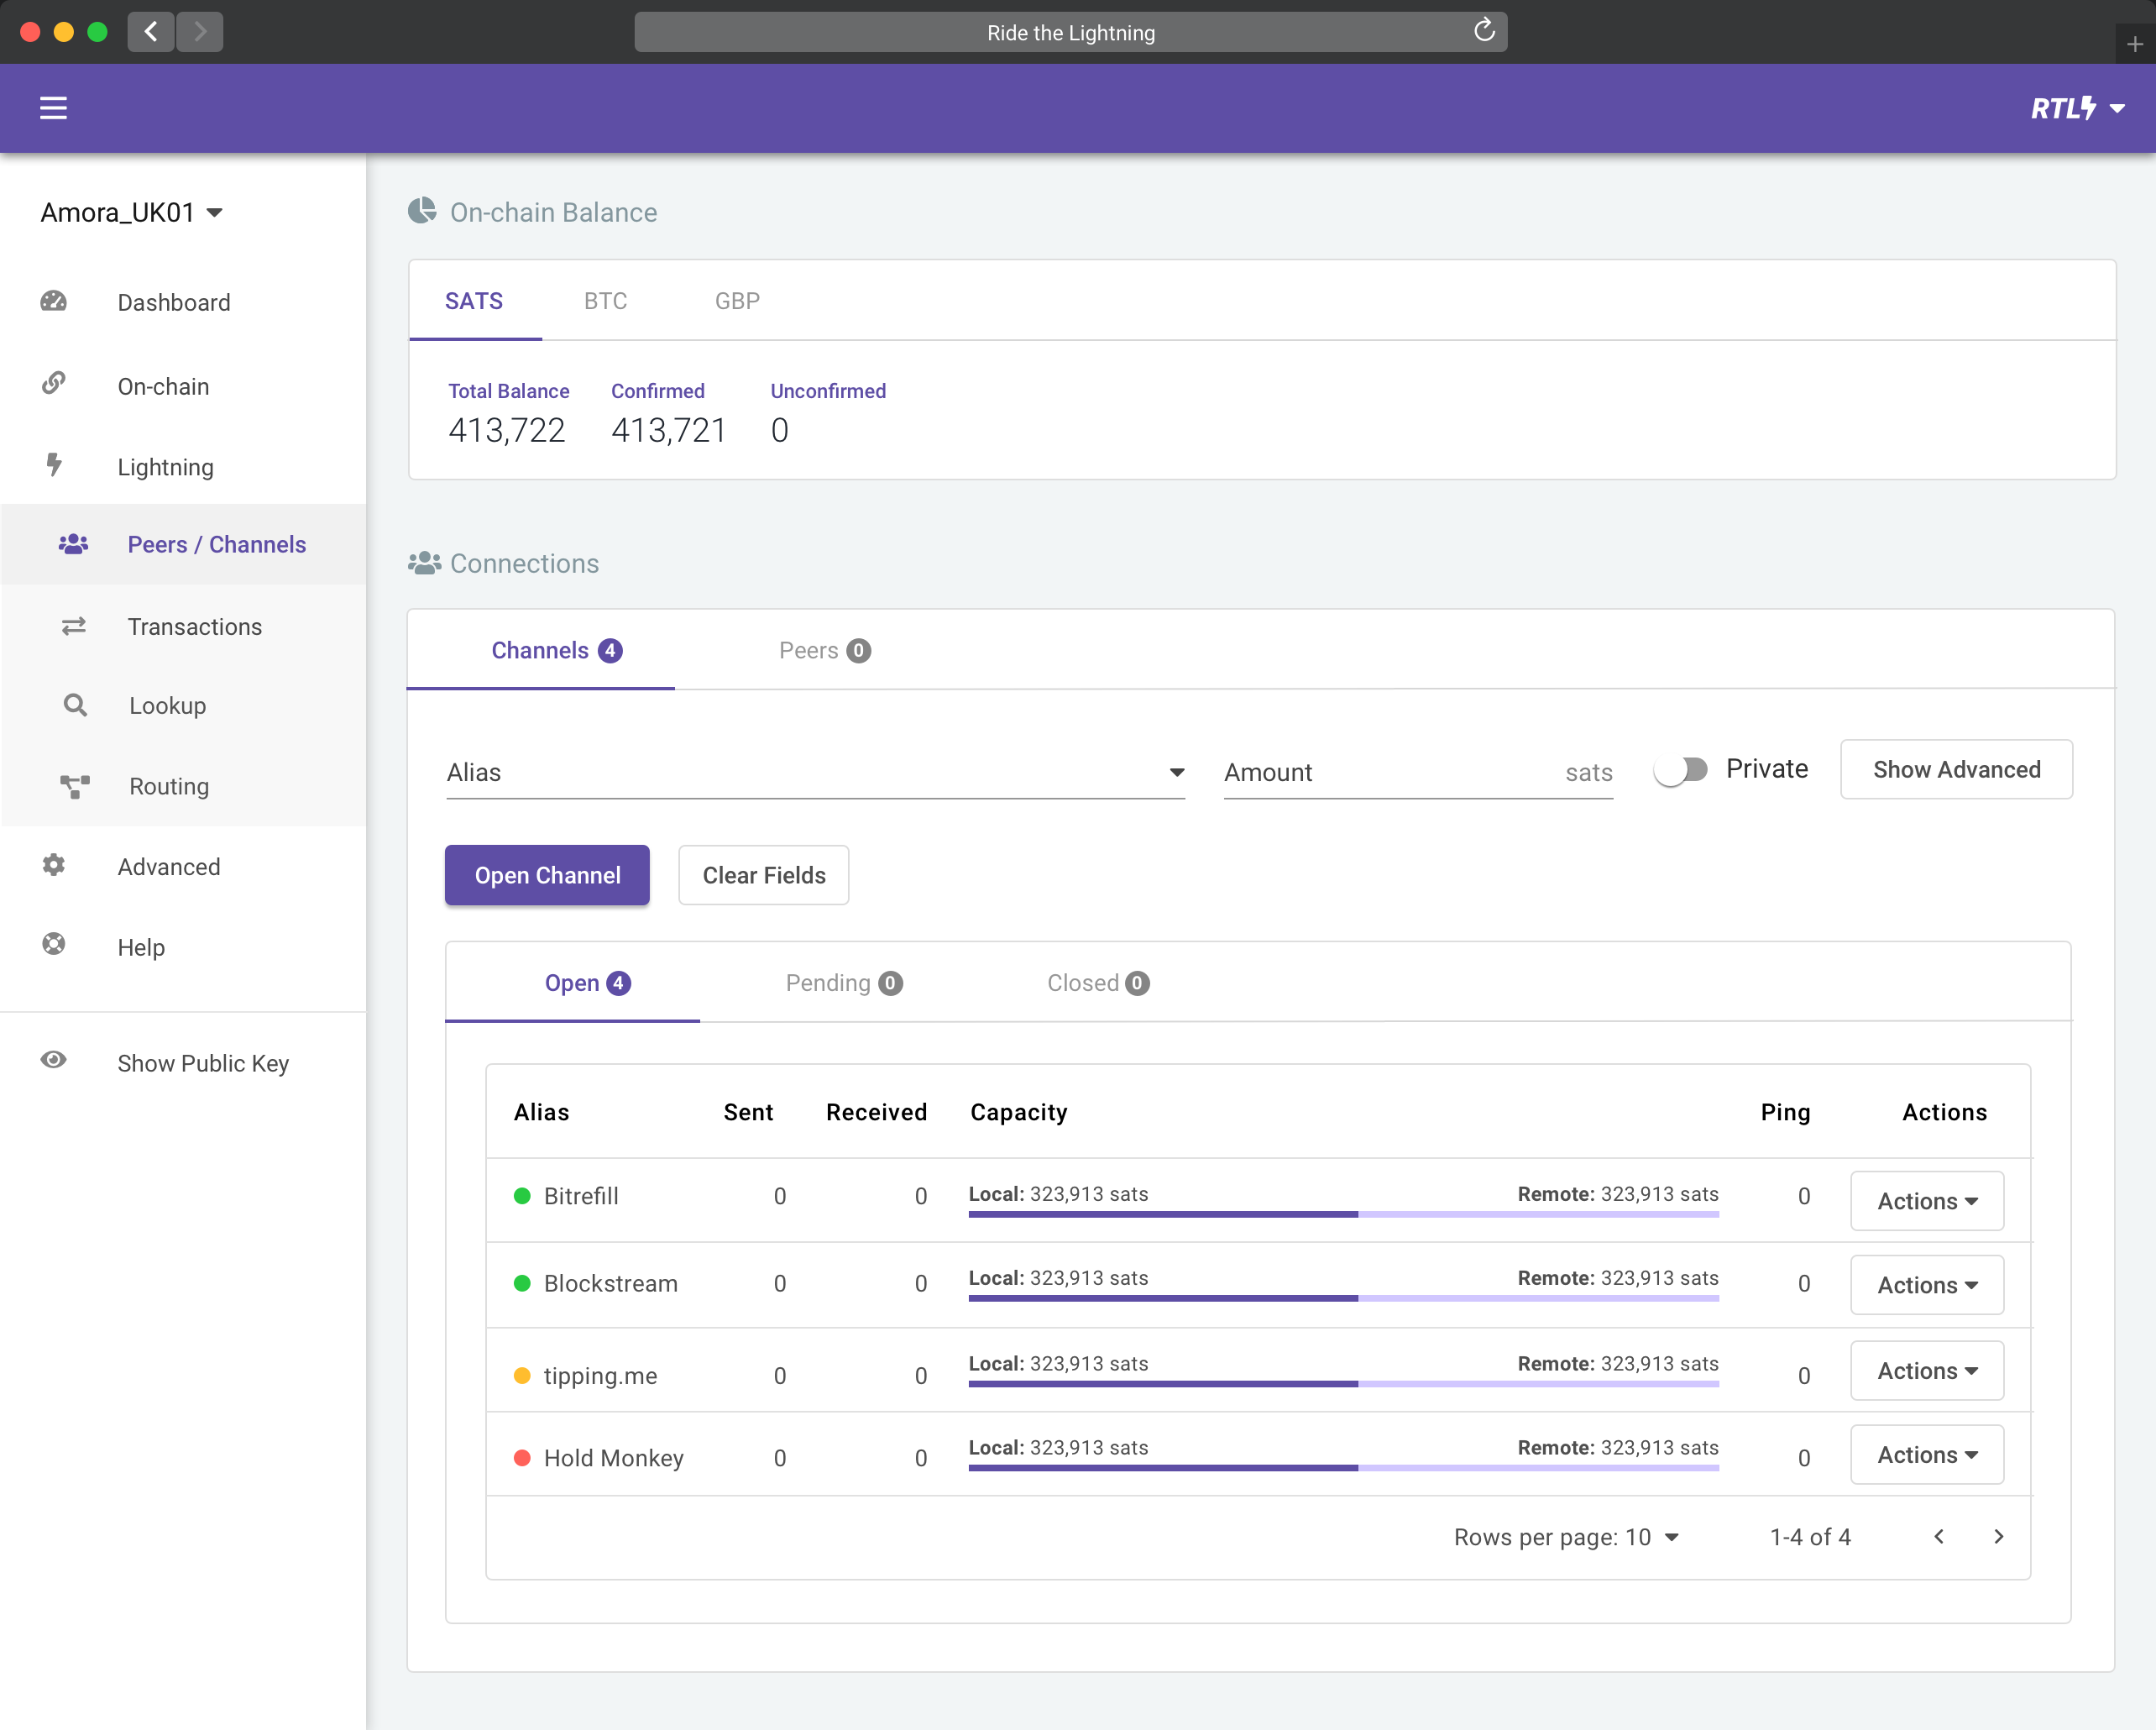 Ride the Lightning
RTL
Amora_UK01
Dashboard
On-chain
Lightning
Peers / Channels
Transactions
Lookup
Routing
Advanced
Help
Show Public Key
On-chain Balance
SATS BTC GBP
Total Balance Confirmed Unconfirmed
413,722 413,721 0
Connections
Channels 4 Peers 0
Alias Amount sats Private Show Advanced
Open Channel Clear Fields
Open 4 Pending 0 Closed 0
Alias Sent Received Capacity Ping Actions
Bitrefill 0 0 Local: 323,913 sats Remote: 323,913 sats 0 Actions
Blockstream 0 0 Local: 323,913 sats Remote: 323,913 sats 0 Actions
tipping.me 0 0 Local: 323,913 sats Remote: 323,913 sats 0 Actions
Hold Monkey 0 0 Local: 323,913 sats Remote: 323,913 sats 0 Actions
Rows per page: 10 1-4 of 4